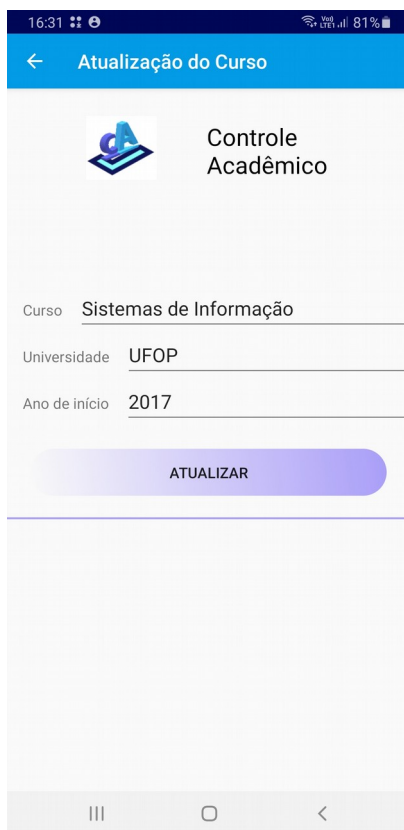 16:31 81%
Atualização do Curso
CA
Controle
Acadêmico
Curso Sistemas de Informação
Universidade UFOP
Ano de início 2017
ATUALIZAR